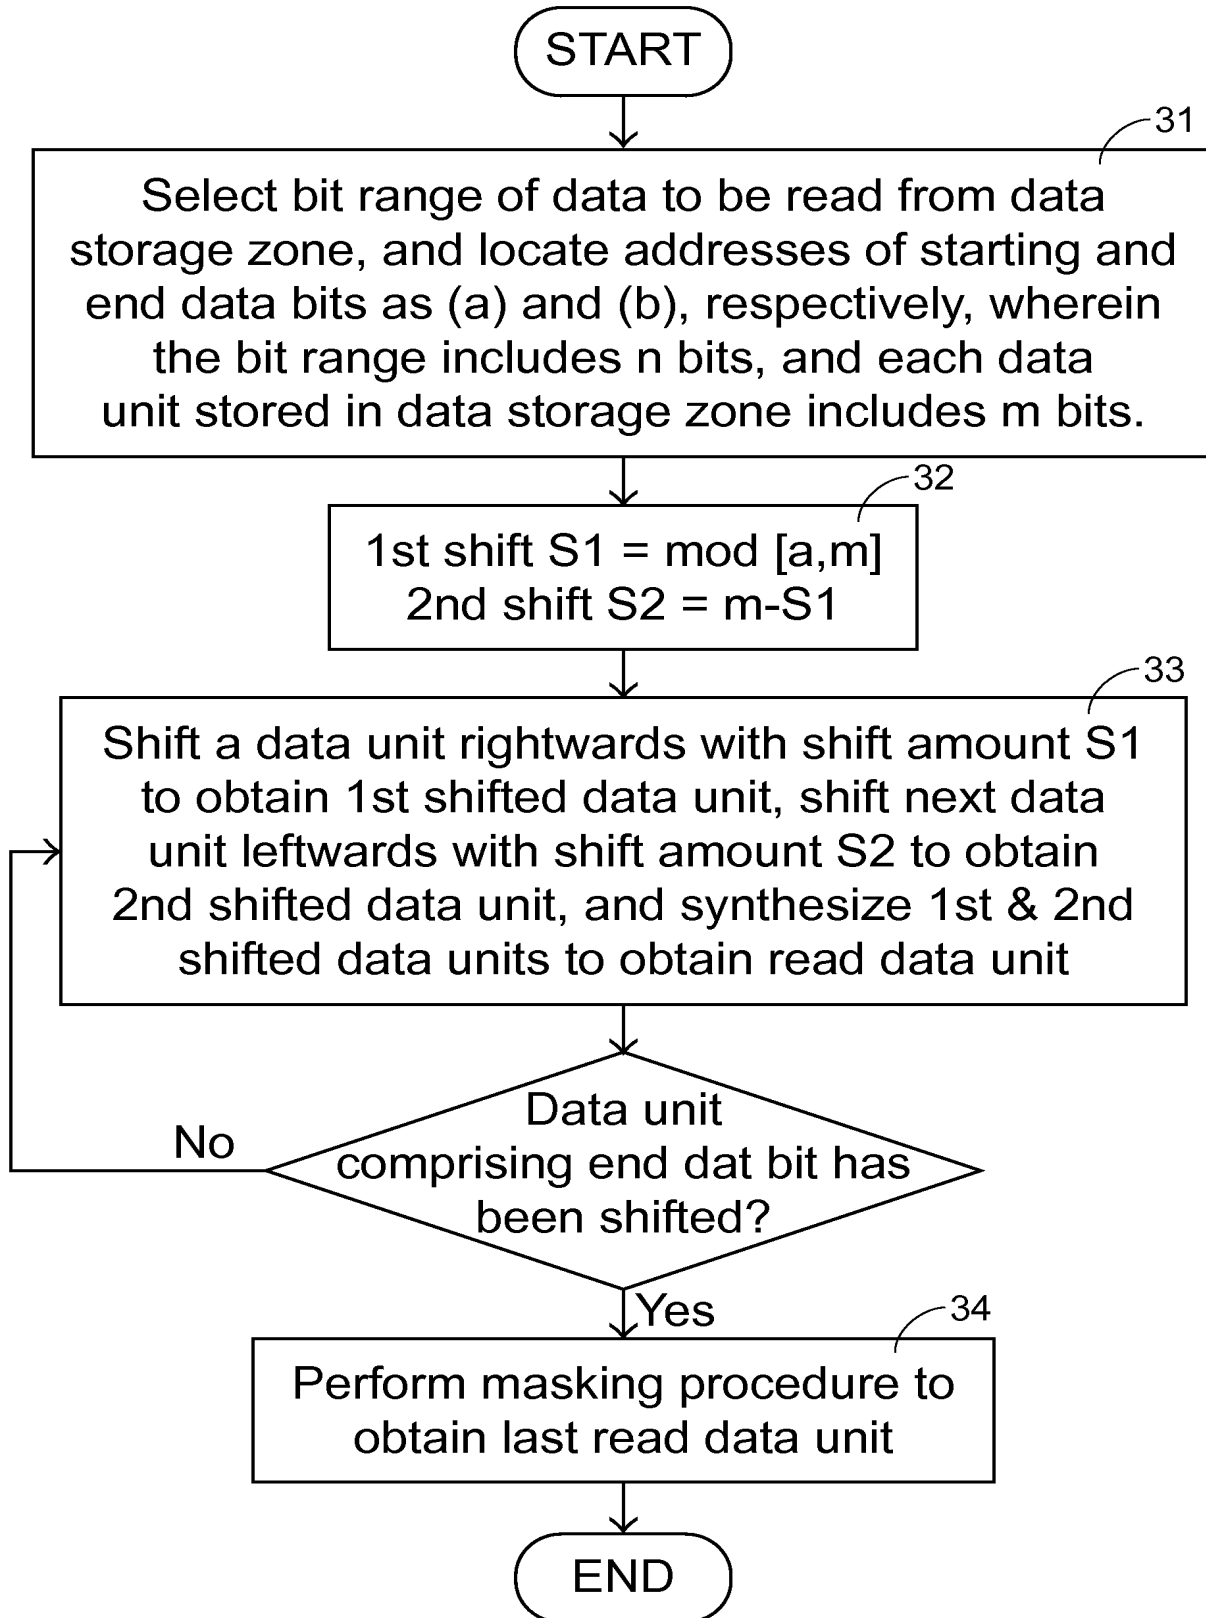 START
31
Select bit range of data to be read from data
storage zone, and locate addresses of starting and
end data bits as (a) and (b), respectively, wherein
the bit range includes n bits, and each data
unit stored in data storage zone includes m bits.
32
1st shift S1 = mod [a,m]
2nd shift S2 = m-S1
33
Shift a data unit rightwards with shift amount S1
to obtain 1st shifted data unit, shift next data
unit leftwards with shift amount S2 to obtain
2nd shifted data unit, and synthesize 1st & 2nd
shifted data units to obtain read data unit
Data unit
comprising end dat bit has
been shifted?
No
Yes
34
Perform masking procedure to
obtain last read data unit
END